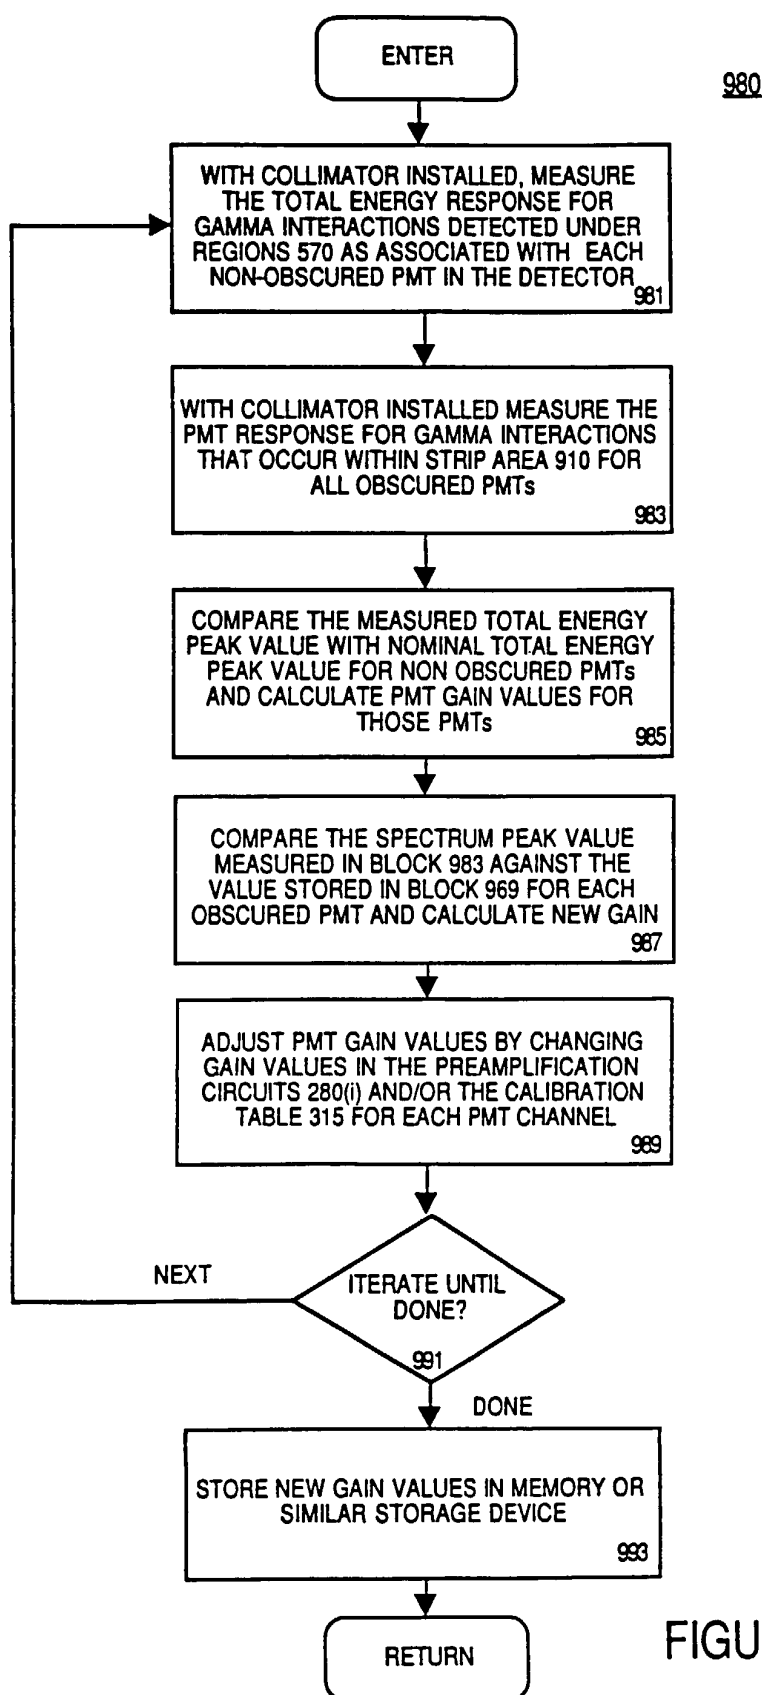 ENTER
980
WITH COLLIMATOR INSTALLED, MEASURE
THE TOTAL ENERGY RESPONSE FOR
GAMMA INTERACTIONS DETECTED UNDER
REGIONS 570 AS ASSOCIATED WITH EACH
NON-OBSCURED PMT IN THE DETECTOR
981
WITH COLLIMATOR INSTALLED MEASURE THE
PMT RESPONSE FOR GAMMA INTERACTIONS
THAT OCCUR WITHIN STRIP AREA 910 FOR
ALL OBSCURED PMTs
983
COMPARE THE MEASURED TOTAL ENERGY
PEAK VALUE WITH NOMINAL TOTAL ENERGY
PEAK VALUE FOR NON OBSCURED PMTs
AND CALCULATE PMT GAIN VALUES FOR
THOSE PMTs
985
COMPARE THE SPECTRUM PEAK VALUE
MEASURED IN BLOCK 983 AGAINST THE
VALUE STORED IN BLOCK 969 FOR EACH
OBSCURED PMT AND CALCULATE NEW GAIN
987
ADJUST PMT GAIN VALUES BY CHANGING
GAIN VALUES IN THE PREAMPLIFICATION
CIRCUITS 280(i) AND/OR THE CALIBRATION
TABLE 315 FOR EACH PMT CHANNEL
989
NEXT
ITERATE UNTIL
DONE?
991
DONE
STORE NEW GAIN VALUES IN MEMORY OR
SIMILAR STORAGE DEVICE
993
RETURN
FIGU